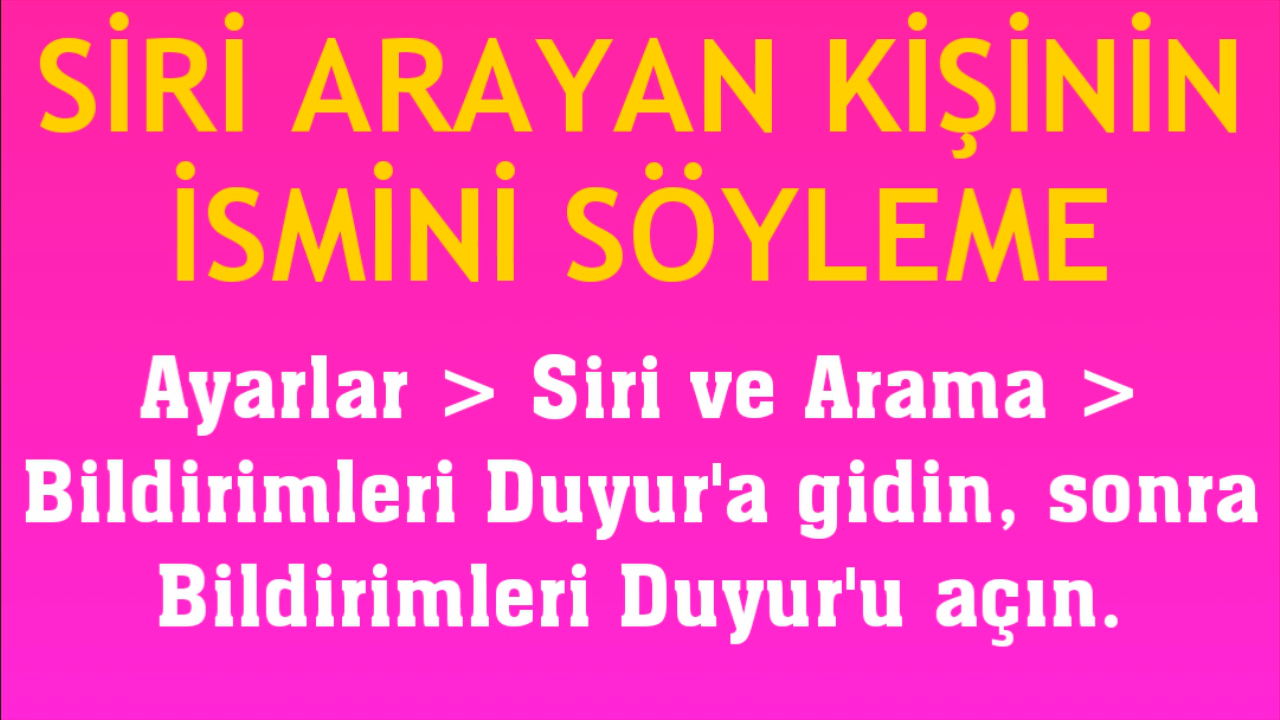 SİRİ ARAYAN KİŞİNİN
İSMİNİ SÖYLEME
Ayarlar > Siri ve Arama >
Bildirimleri Duyur'a gidin, sonra
Bildirimleri Duyur'u açın.